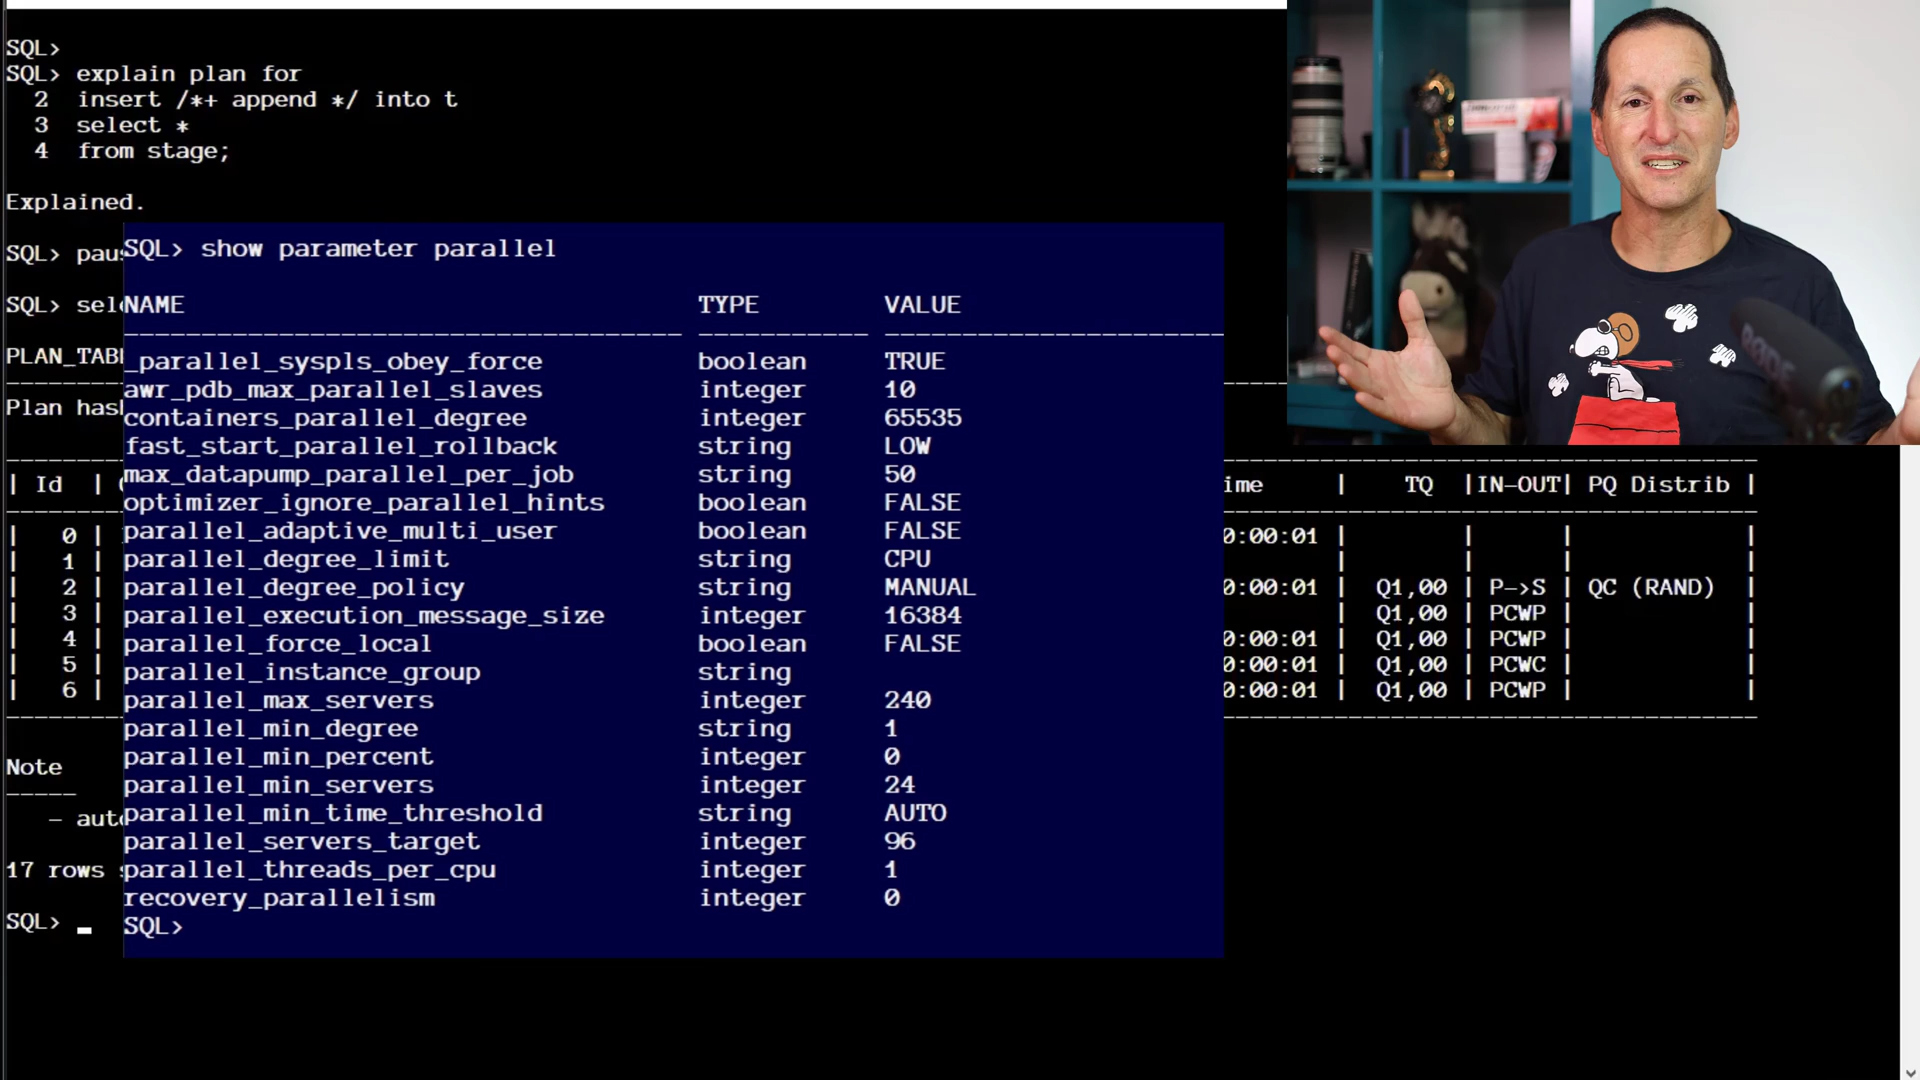 SQL>
SQL> explain plan for
2 insert /*+ append */ into t
3 select *
4 from stage;
Explained.
SQL> paus
SQL> sele
PLAN_TABL
Plan hash
| Id | ime | TQ |IN-OUT| PQ Distrib |
| 0 | 0:00:01 | | | |
| 1 | | | | |
| 2 | 0:00:01 | Q1,00 | P->S | QC (RAND) |
| 3 | | Q1,00 | PCWP | |
| 4 | 0:00:01 | Q1,00 | PCWP | |
| 5 | 0:00:01 | Q1,00 | PCWC | |
| 6 | 0:00:01 | Q1,00 | PCWP | |
Note
-----
- auto
17 rows s
SQL> _
SQL> show parameter parallel
NAME TYPE VALUE
_parallel_syspls_obey_force boolean TRUE
awr_pdb_max_parallel_slaves integer 10
containers_parallel_degree integer 65535
fast_start_parallel_rollback string LOW
max_datapump_parallel_per_job string 50
optimizer_ignore_parallel_hints boolean FALSE
parallel_adaptive_multi_user boolean FALSE
parallel_degree_limit string CPU
parallel_degree_policy string MANUAL
parallel_execution_message_size integer 16384
parallel_force_local boolean FALSE
parallel_instance_group string
parallel_max_servers integer 240
parallel_min_degree string 1
parallel_min_percent integer 0
parallel_min_servers integer 24
parallel_min_time_threshold string AUTO
parallel_servers_target integer 96
parallel_threads_per_cpu integer 1
recovery_parallelism integer 0
SQL>
RODE